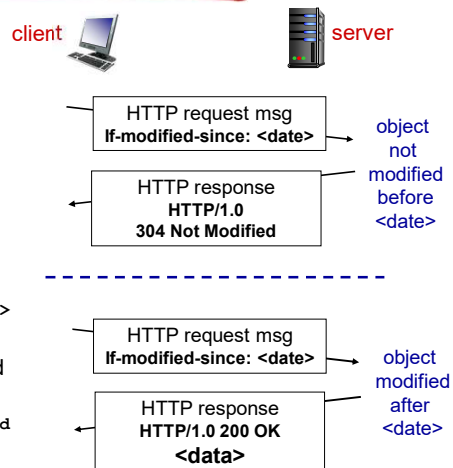 client
server
HTTP request msg
If-modified-since: <date>
object
not
modified
before
<date>
HTTP response
HTTP/1.0
304 Not Modified
>
HTTP request msg
If-modified-since: <date>
d
object
modified
after
<date>
HTTP response
HTTP/1.0 200 OK
<data>
d